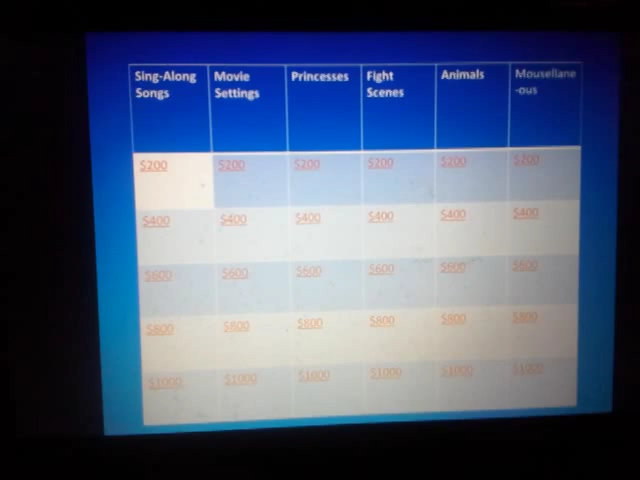 Sing-Along Songs Movie Settings Princesses Fight Scenes Animals Mousellane-ous
$200 $200 $200 $200 $200 $200
$400 $400 $400 $400 $400 $400
$600 $600 $600 $600 $600 $600
$800 $800 $800 $800 $800 $800
$1000 $1000 $1000 $1000 $1000 $1000